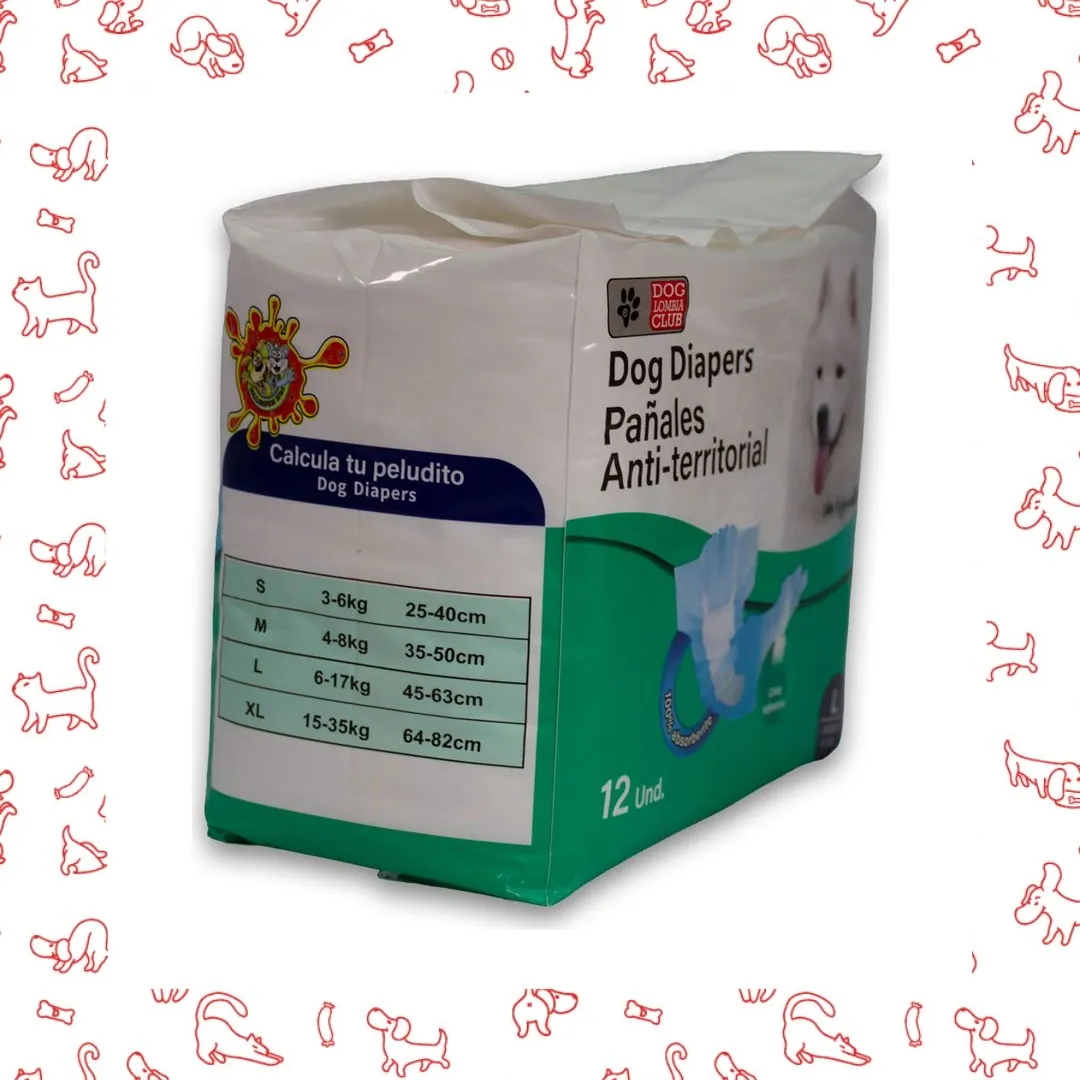 Calcula tu peludito
Dog Diapers
S 3-6kg 25-40cm
M 4-8kg 35-50cm
L 6-17kg 45-63cm
XL 15-35kg 64-82cm
DOG
LOMBIA
CLUB
Dog Diapers
Pañales
Anti-territorial
100% absorbente
L
12 Und.